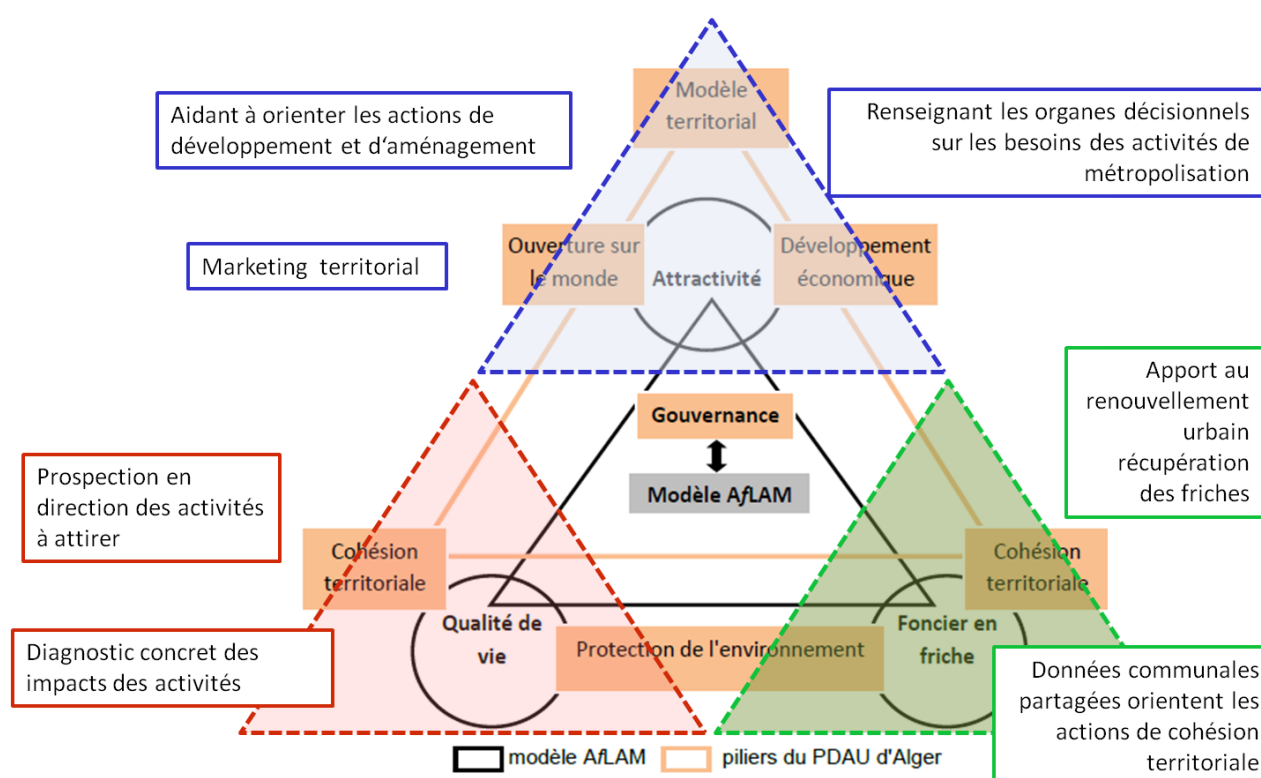 Modèle
territorial
Aidant à orienter les actions de
développement et d‘aménagement
Renseignant les organes décisionnels
sur les besoins des activités de
métropolisation
Marketing territorial
Ouverture sur
le monde
Attractivité
Développement
économique
Apport au
renouvellement
urbain
récupération
des friches
Gouvernance
Modèle AfLAM
Prospection en
direction des activités
à attirer
Cohésion
territoriale
Cohésion
territoriale
Qualité de
vie
Protection de l'environnement
Foncier en
friche
Diagnostic concret des
impacts des activités
Données communales
partagées orientent les
actions de cohésion
territoriale
modèle AfLAM
piliers du PDAU d'Alger